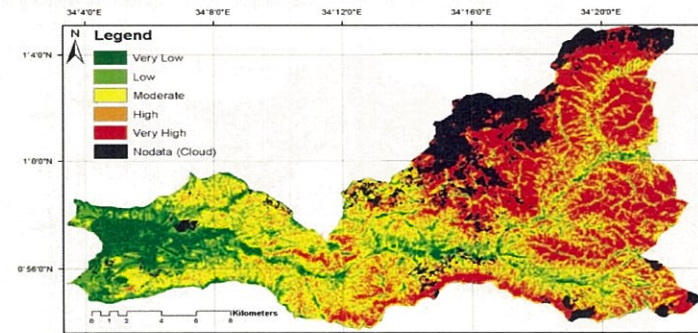 34°4'0"E 34°8'0"E 34°12'0"E 34°16'0"E 34°20'0"E
N
Legend
Very Low
Low
Moderate
High
Very High
Nodata (Cloud)
1°4'0"N
1°0'0"N
0°56'0"N
0 1 2 4 6 8
Kilometers